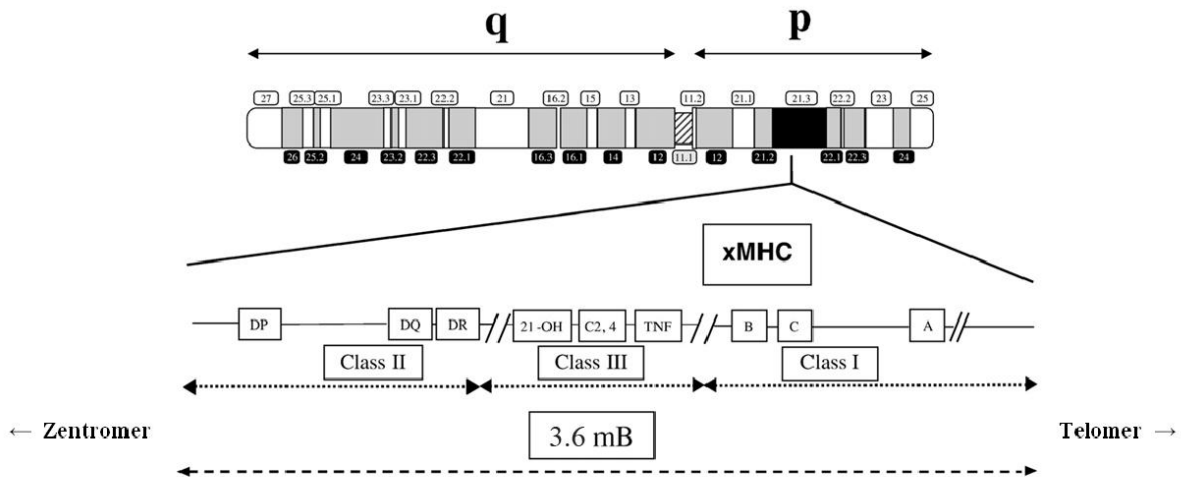 q p
27 25.3 25.1 23.3 23.1 22.2 21 16.2 15 13 11.2 21.1 21.3 22.2 23 25
26 25.2 24 23.2 22.3 22.1 16.3 16.1 14 12 11.1 12 21.2 22.1 22.3 24
xMHC
DP DQ DR 21-OH C2, 4 TNF B C A
Class II Class III Class I
← Zentromer 3.6 mB Telomer →